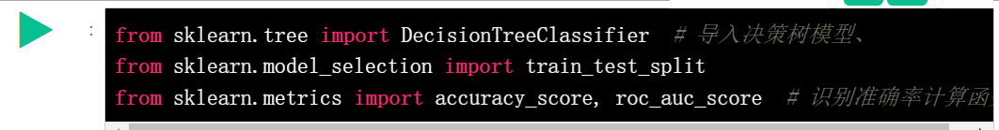 :
from sklearn.tree import DecisionTreeClassifier  # 导入决策树模型、
from sklearn.model_selection import train_test_split
from sklearn.metrics import accuracy_score, roc_auc_score  # 识别准确率计算函